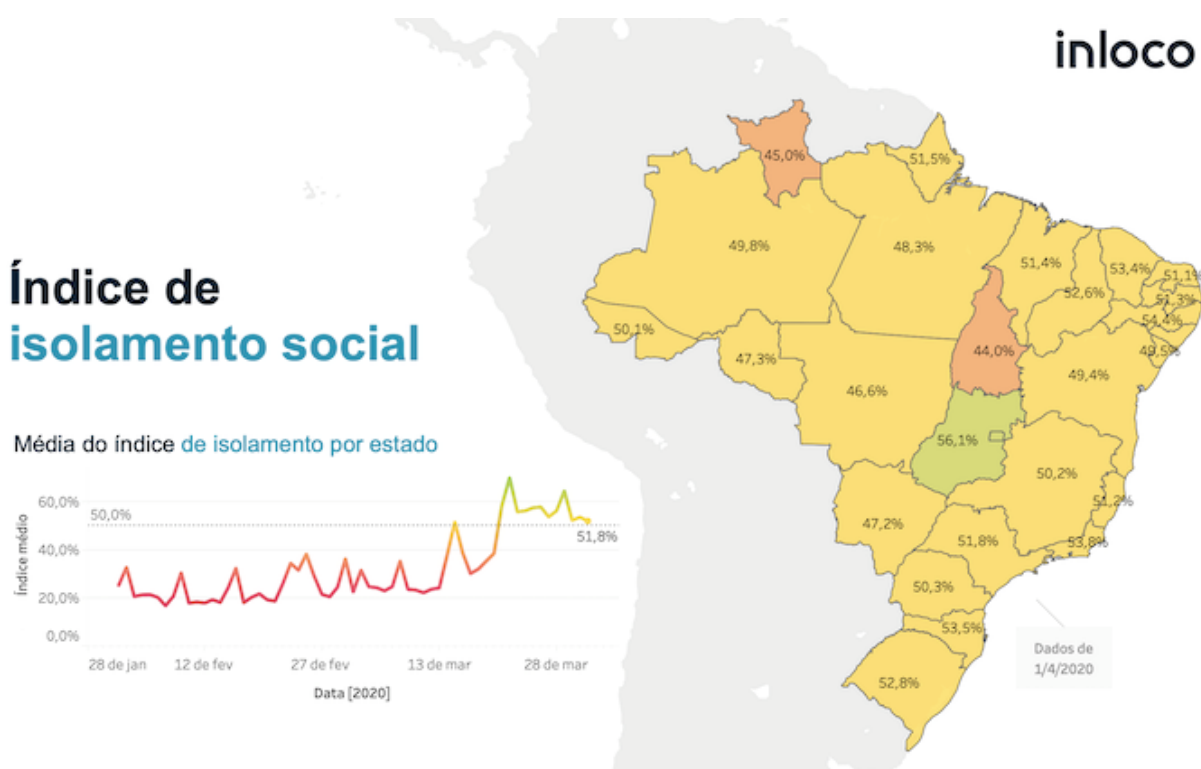 inloco
Índice de
isolamento social
Média do índice de isolamento por estado
Índice médio
60,0%
50,0%
40,0%
20,0%
0,0%
51,8%
28 de jan
12 de fev
27 de fev
13 de mar
28 de mar
Data [2020]
45,0%
51,5%
49,8%
48,3%
51,4%
53,4%
51,1%
52,6%
51,3%
54,4%
50,1%
47,3%
44,0%
49,5%
46,6%
49,4%
56,1%
50,2%
51,2%
47,2%
51,8%
53,8%
50,3%
53,5%
52,8%
Dados de
1/4/2020